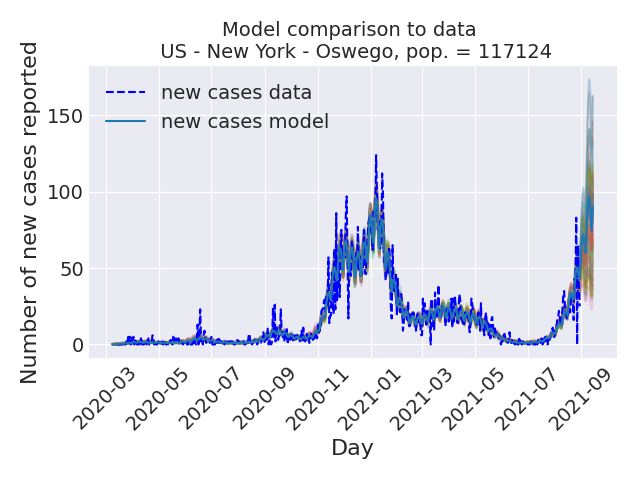 Model comparison to data
US - New York - Oswego, pop. = 117124
Number of new cases reported
new cases data
new cases model
150
100
50
0
2020-03
2020-05
2020-07
2020-09
2020-11
2021-01
2021-03
2021-05
2021-07
2021-09
Day